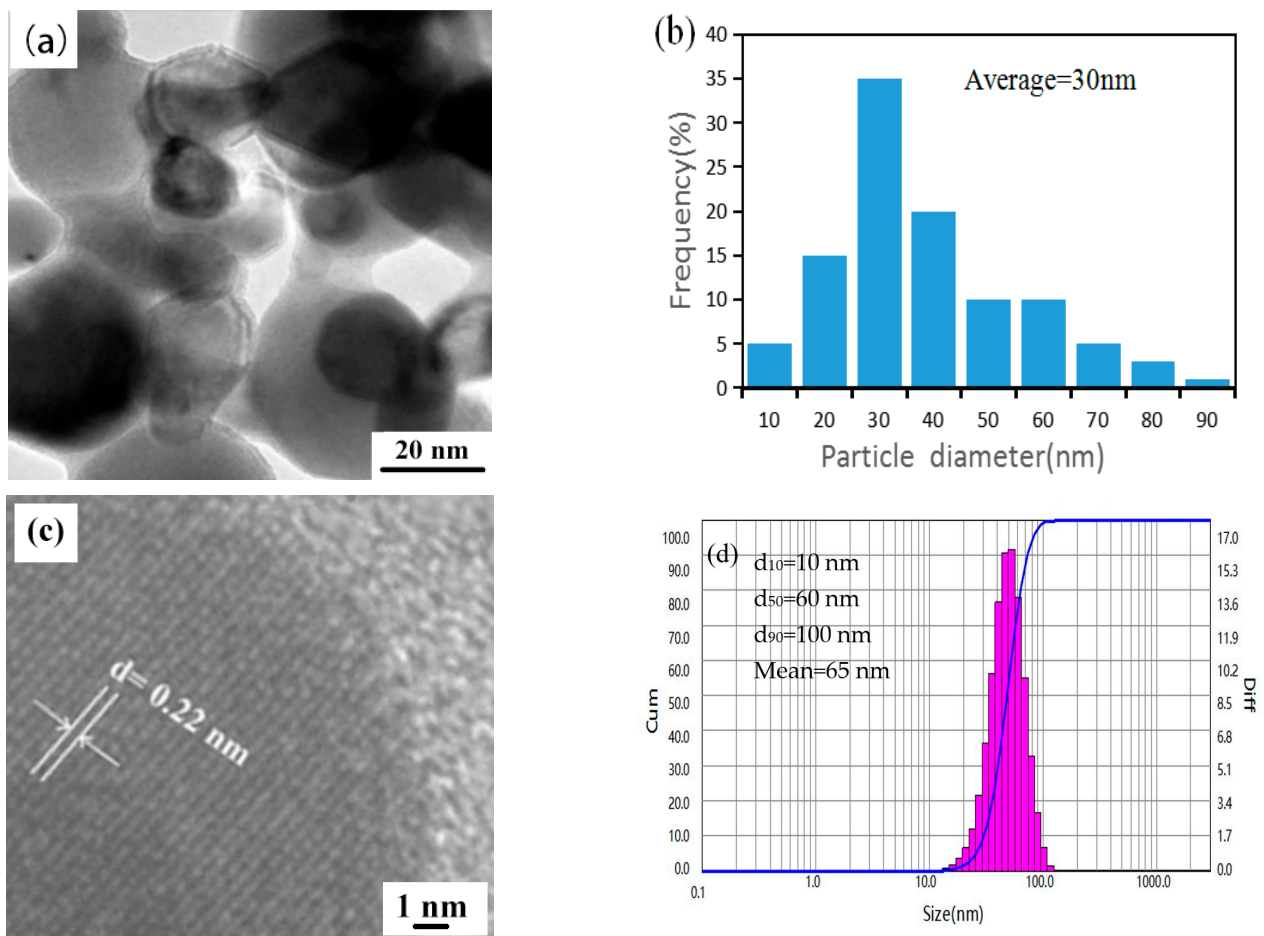 (a)
20 nm
(b)
Average=30nm
40
35
30
25
20
15
10
5
0
Frequency(%)
10 20 30 40 50 60 70 80 90
Particle diameter(nm)
(c)
d= 0.22 nm
1 nm
(d)
d10=10 nm
d50=60 nm
d90=100 nm
Mean=65 nm
100.0
90.0
80.0
70.0
60.0
50.0
40.0
30.0
20.0
10.0
0.0
Cum
17.0
15.3
13.6
11.9
10.2
8.5
6.8
5.1
3.4
1.7
0.0
Diff
0.1 1.0 10.0 100.0 1000.0
Size(nm)